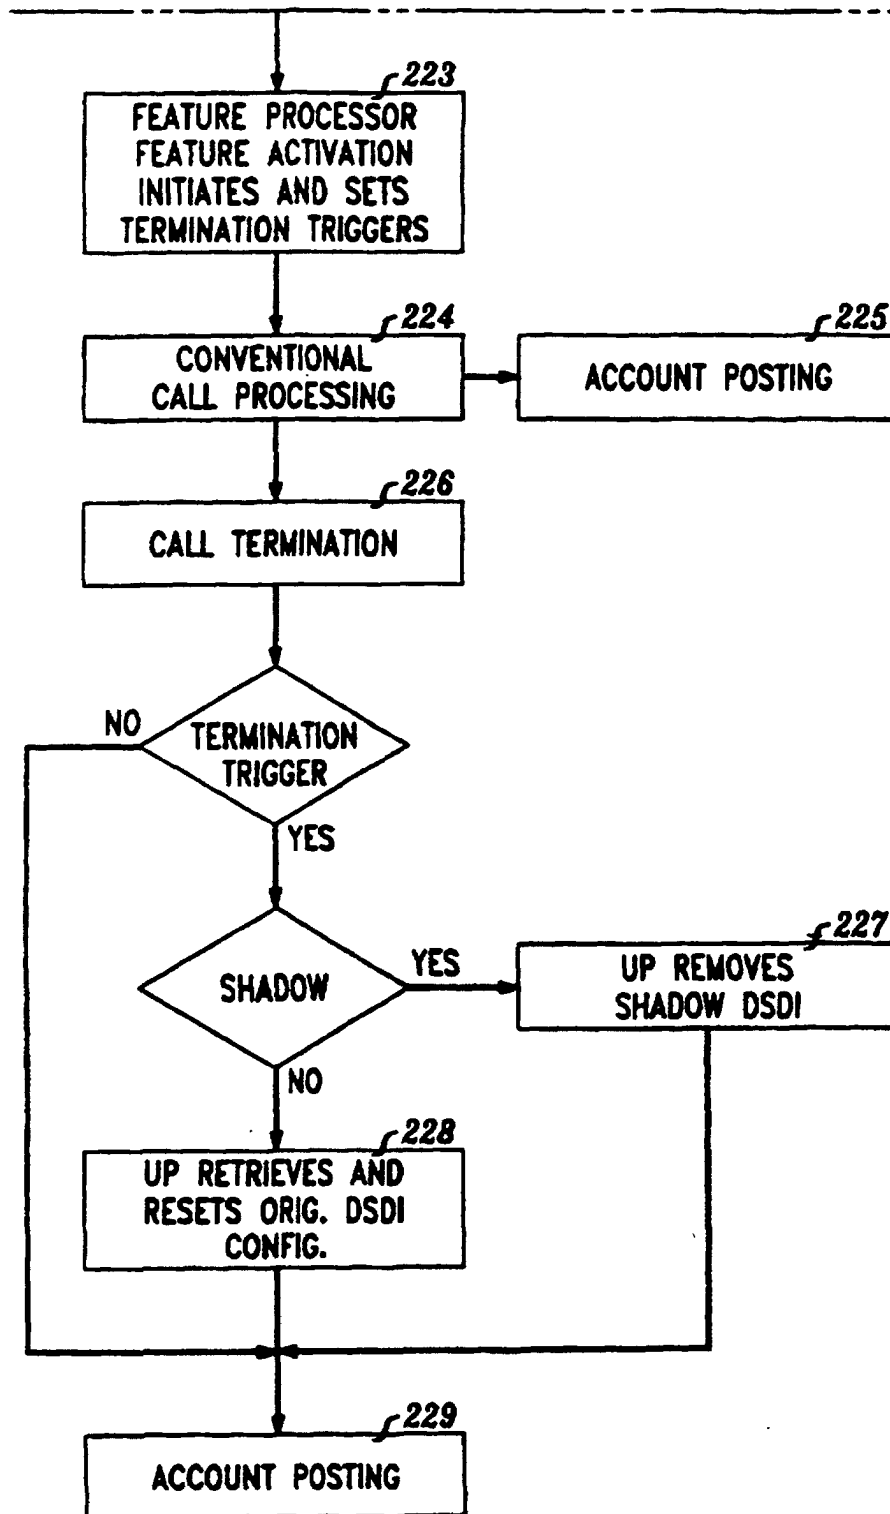 223
FEATURE PROCESSOR
FEATURE ACTIVATION
INITIATES AND SETS
TERMINATION TRIGGERS
224
CONVENTIONAL
CALL PROCESSING
225
ACCOUNT POSTING
226
CALL TERMINATION
NO
TERMINATION
TRIGGER
YES
SHADOW
YES
227
UP REMOVES
SHADOW DSDI
NO
228
UP RETRIEVES AND
RESETS ORIG. DSDI
CONFIG.
229
ACCOUNT POSTING